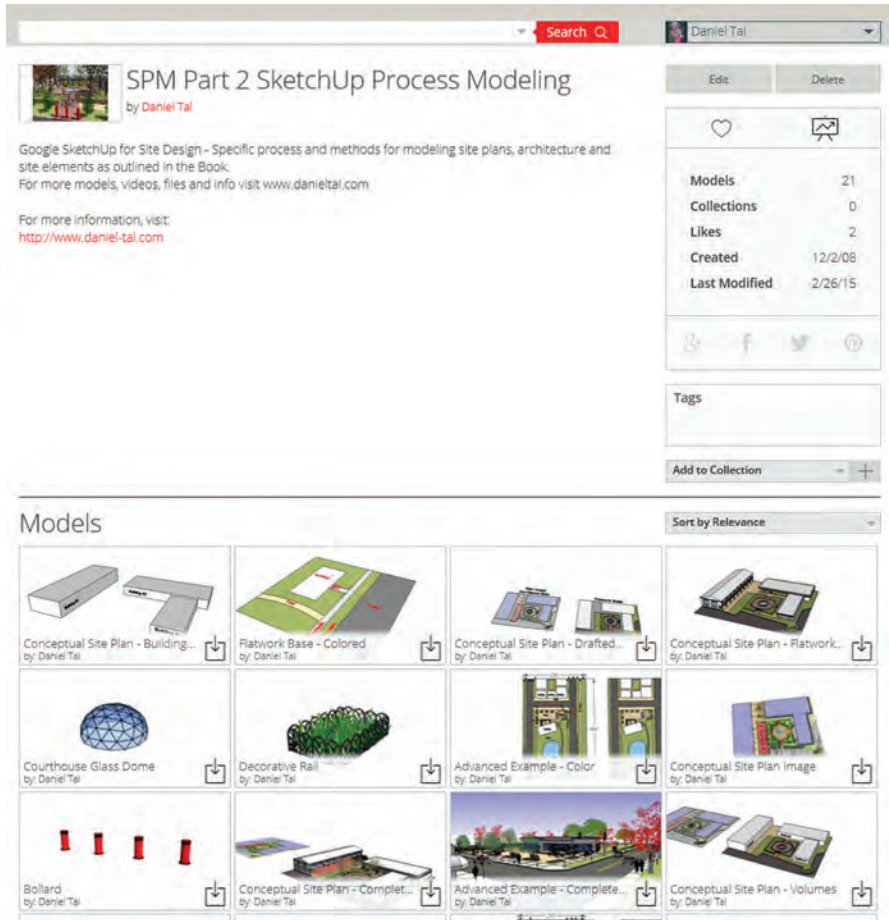 Search
Daniel Tal
SPM Part 2 SketchUp Process Modeling
by Daniel Tal
Edit
Delete
Google SketchUp for Site Design - Specific process and methods for modeling site plans, architecture and
site elements as outlined in the Book.
For more models, videos, files and info visit www.danieltal.com
For more information, visit:
http://www.daniel-tal.com
Models 21
Collections 0
Likes 2
Created 12/2/08
Last Modified 2/26/15
Tags
Add to Collection
Models
Sort by Relevance
Conceptual Site Plan - Building...
by: Daniel Tal
Flatwork Base - Colored
by: Daniel Tal
Conceptual Site Plan - Drafted...
by: Daniel Tal
Conceptual Site Plan - Flatwork...
by: Daniel Tal
Courthouse Glass Dome
by: Daniel Tal
Decorative Rail
by: Daniel Tal
Advanced Example - Color
by: Daniel Tal
Conceptual Site Plan Image
by: Daniel Tal
Bollard
by: Daniel Tal
Conceptual Site Plan - Complet...
by: Daniel Tal
Advanced Example - Complete...
by: Daniel Tal
Conceptual Site Plan - Volumes
by: Daniel Tal